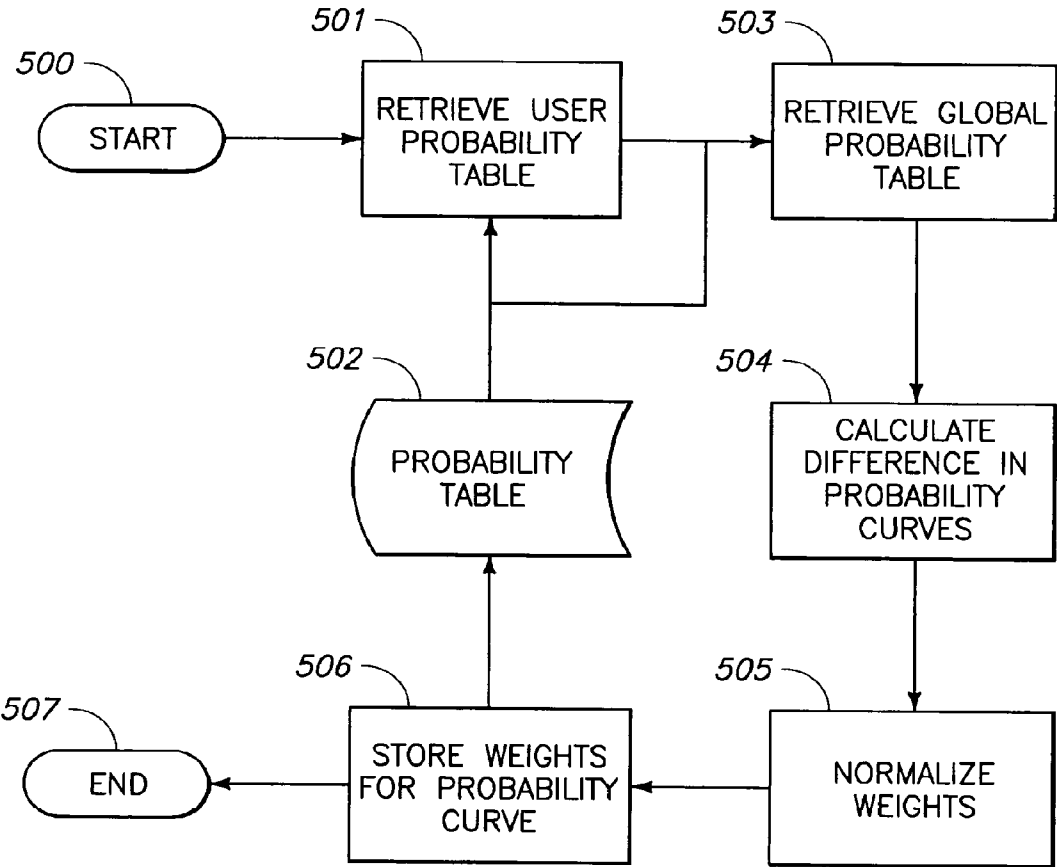 500
START
501
RETRIEVE USER
PROBABILITY
TABLE
503
RETRIEVE GLOBAL
PROBABILITY
TABLE
502
PROBABILITY
TABLE
504
CALCULATE
DIFFERENCE IN
PROBABILITY
CURVES
507
END
506
STORE WEIGHTS
FOR PROBABILITY
CURVE
505
NORMALIZE
WEIGHTS